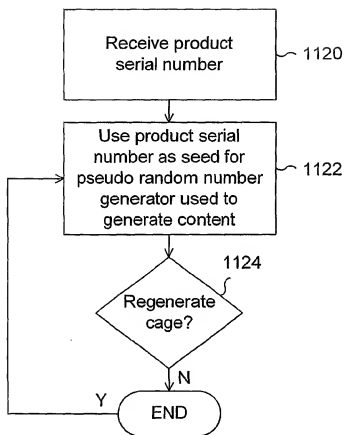 Receive product
serial number
1120
Use product serial
number as seed for
pseudo random number
generator used to
generate content
1122
1124
Regenerate
cage?
N
Y
END